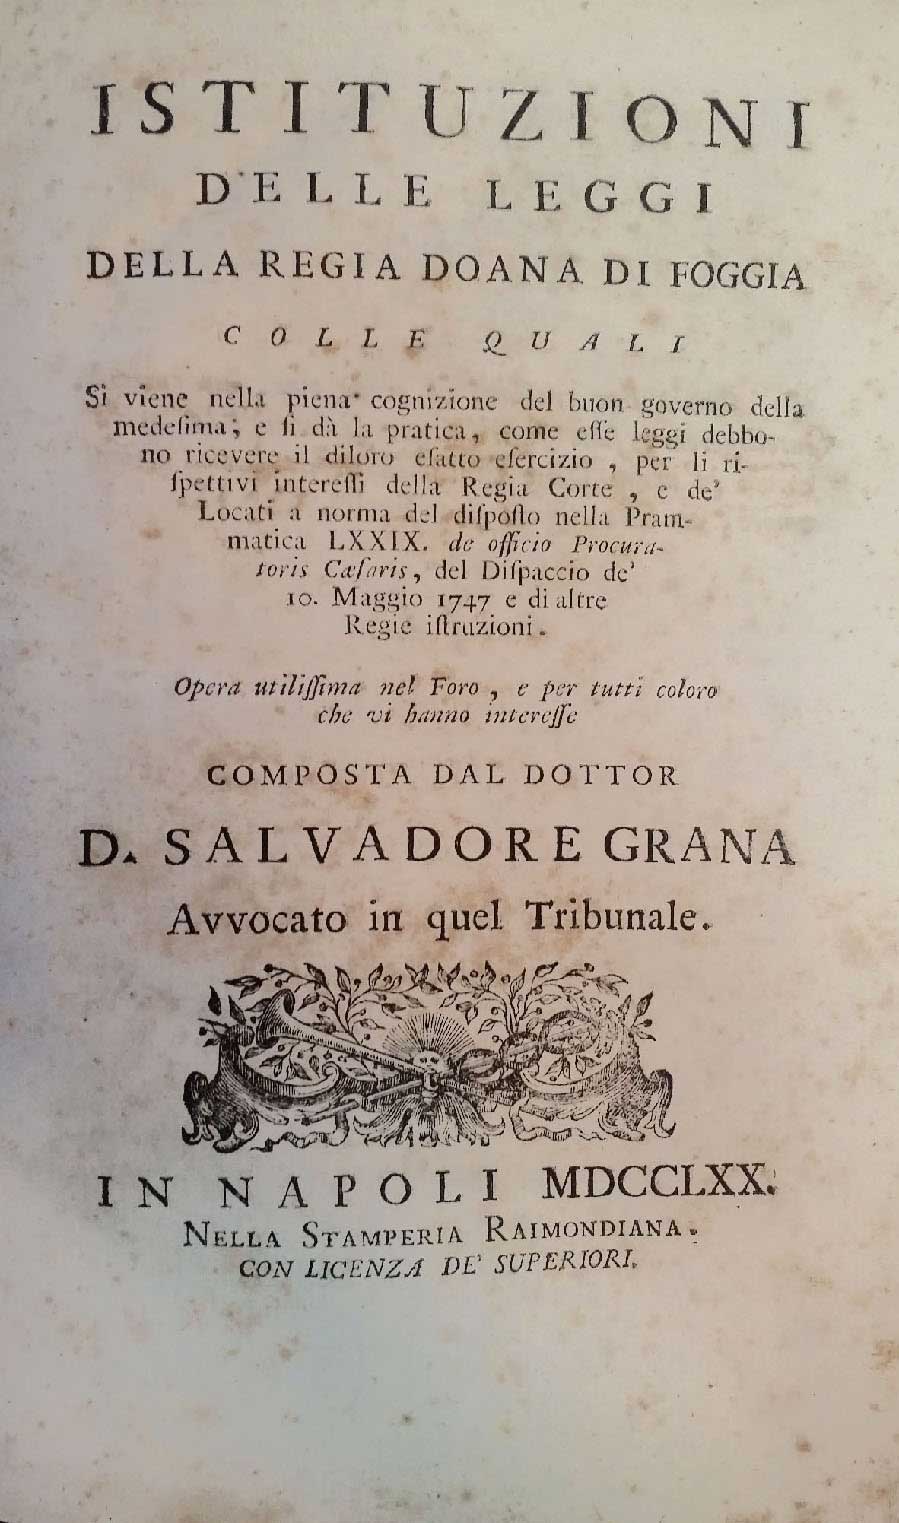 ISTITUZIONI
DELLE LEGGI
DELLA REGIA DOANA DI FOGGIA
COLLE QUALI
Si viene nella piena cognizione del buon governo della
medeſima; e ſi dà la pratica, come eſſe leggi debbo-
no ricevere il diloro eſatto eſercizio, per li ri-
ſpettivi intereſſi della Regia Corte, e de'
Locati a norma del diſpoſto nella Pram-
matica LXXIX. de officio Procura-
toris Cæſaris, del Diſpaccio de'
10. Maggio 1747 e di altre
Regie iſtruzioni.
Opera utiliſſima nel Foro, e per tutti coloro
che vi hanno intereſſe
COMPOSTA DAL DOTTOR
D. SALVADORE GRANA
Avvocato in quel Tribunale.
IN NAPOLI MDCCLXX.
NELLA STAMPERIA RAIMONDIANA.
CON LICENZA DE' SUPERIORI.